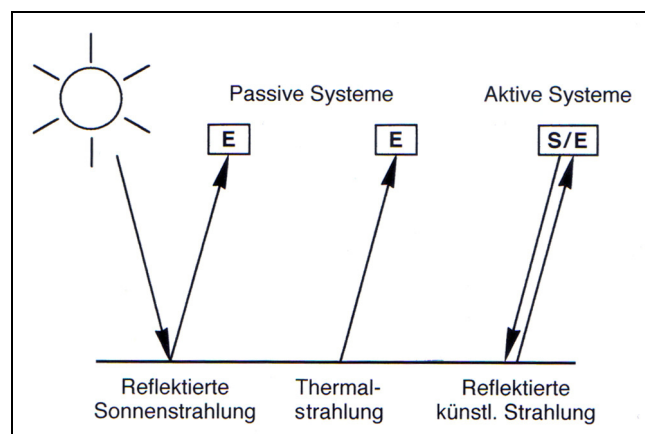 Passive Systeme
Aktive Systeme
E
E
S/E
Reflektierte
Sonnenstrahlung
Thermal-
strahlung
Reflektierte
künstl. Strahlung